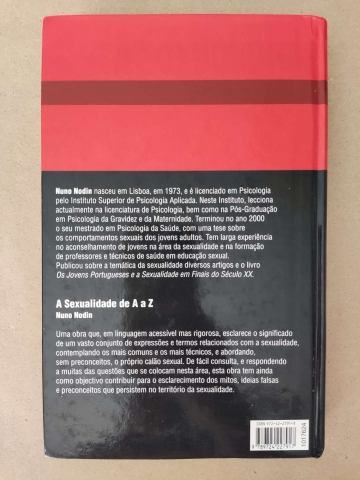 Nuno Nodin nasceu em Lisboa, em 1973, e é licenciado em Psicologia
pelo Instituto Superior de Psicologia Aplicada. Neste Instituto, lecciona
actualmente na licenciatura de Psicologia, bem como na Pós-Graduação
em Psicologia da Gravidez e da Maternidade. Terminou no ano 2000
o seu mestrado em Psicologia da Saúde, com uma tese sobre
os comportamentos sexuais dos jovens adultos. Tem larga experiência
no aconselhamento de jovens na área da sexualidade e na formação
de professores e técnicos de saúde em educação sexual.
Publicou sobre a temática da sexualidade diversos artigos e o livro
Os Jovens Portugueses e a Sexualidade em Finais do Século XX.
A Sexualidade de A a Z
Nuno Nodin
Uma obra que, em linguagem acessível mas rigorosa, esclarece o significado
de um vasto conjunto de expressões e termos relacionados com a sexualidade,
contemplando os mais comuns e os mais técnicos, e abordando,
sem preconceitos, o próprio calão sexual. De fácil consulta, e respondendo
a muitas das questões que se colocam nesta área, esta obra tem ainda
como objectivo contribuir para o esclarecimento dos mitos, ideias falsas
e preconceitos que persistem no território da sexualidade.
1017624